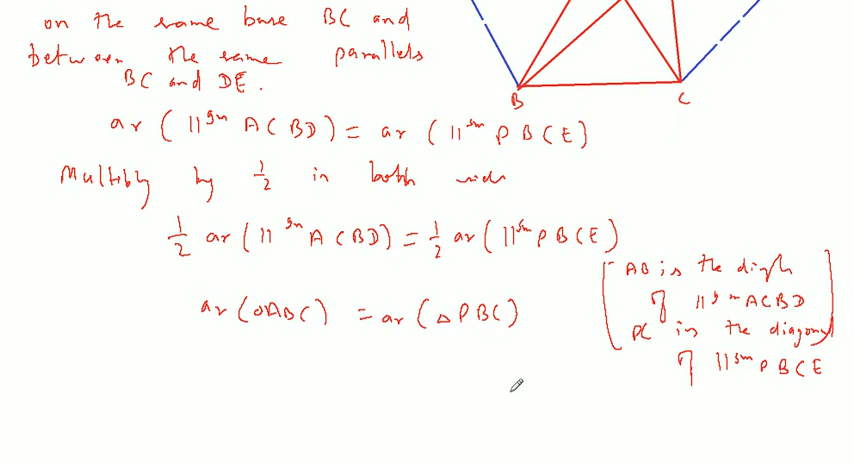 on the same base BC and
between the same parallels
BC and DE.
B
C
ar ( ||gm ACBD) = ar ( ||gm PBCE)
Multiply by 1/2 in both side
1/2 ar ( ||gm ACBD) = 1/2 ar ( ||gm PBCE)
ar (△ABC) = ar (△PBC)
[ AB is the
of ||gm ACBD
PC is the diagonal ]
of ||gm PBCE